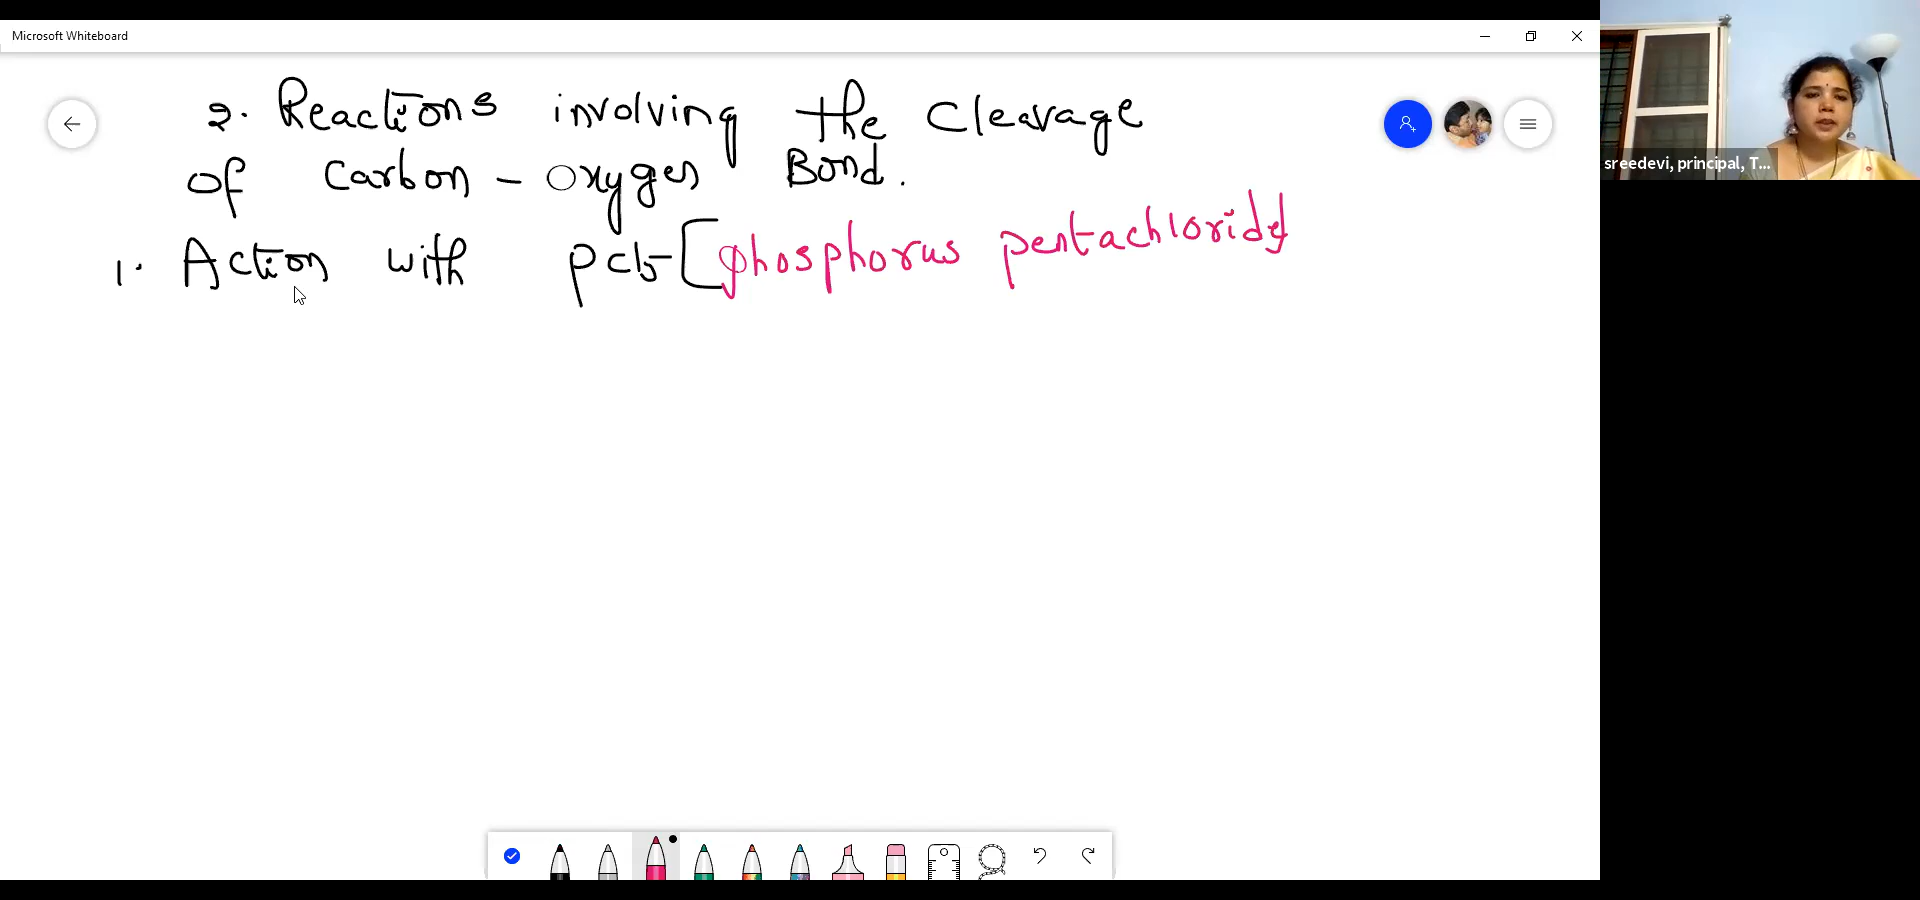 Microsoft Whiteboard
2. Reactions involving the Cleavage
of Carbon - Oxygen Bond.
1. Action with pcl5 [phosphorus pentachloride]
sreedevi, principal, T...